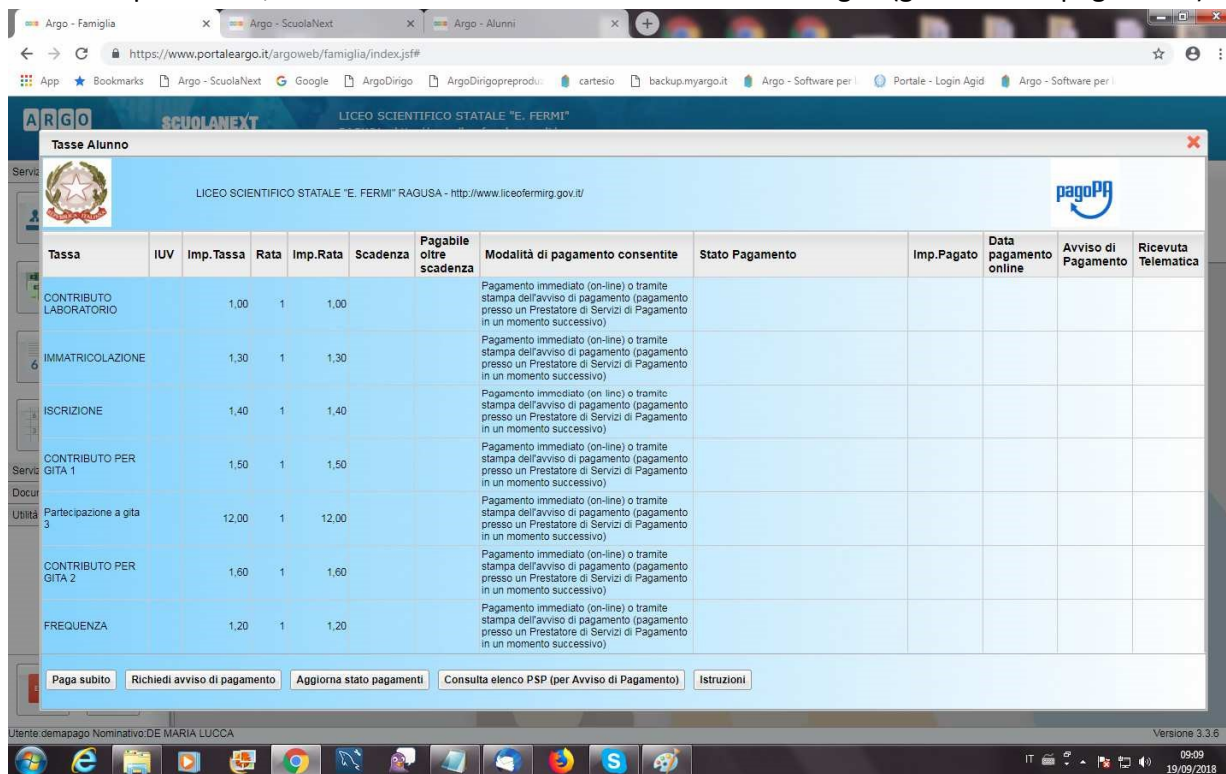 Argo - Famiglia
Argo - ScuolaNext
Argo - Alunni
https://www.portaleargo.it/argoweb/famiglia/index.jsf#
App Bookmarks Argo - ScuolaNext Google ArgoDirigo ArgoDirigopreprodu cartesio backup.myargo.it Argo - Software per Portale - Login Agid Argo - Software per
ARGO SCUOLANEXT LICEO SCIENTIFICO STATALE "E. FERMI"
Tasse Alunno
LICEO SCIENTIFICO STATALE "E. FERMI" RAGUSA - http://www.liceofermirg.gov.it/
pagoPA
Tassa IUV Imp.Tassa Rata Imp.Rata Scadenza Pagabile oltre scadenza Modalità di pagamento consentite Stato Pagamento Imp.Pagato Data pagamento online Avviso di Pagamento Ricevuta Telematica
CONTRIBUTO LABORATORIO 1,00 1 1,00 Pagamento immediato (on-line) o tramite stampa dell'avviso di pagamento (pagamento presso un Prestatore di Servizi di Pagamento in un momento successivo)
IMMATRICOLAZIONE 1,30 1 1,30 Pagamento immediato (on-line) o tramite stampa dell'avviso di pagamento (pagamento presso un Prestatore di Servizi di Pagamento in un momento successivo)
ISCRIZIONE 1,40 1 1,40 Pagamento immediato (on-line) o tramite stampa dell'avviso di pagamento (pagamento presso un Prestatore di Servizi di Pagamento in un momento successivo)
CONTRIBUTO PER GITA 1 1,50 1 1,50 Pagamento immediato (on-line) o tramite stampa dell'avviso di pagamento (pagamento presso un Prestatore di Servizi di Pagamento in un momento successivo)
Partecipazione a gita 3 12,00 1 12,00 Pagamento immediato (on-line) o tramite stampa dell'avviso di pagamento (pagamento presso un Prestatore di Servizi di Pagamento in un momento successivo)
CONTRIBUTO PER GITA 2 1,60 1 1,60 Pagamento immediato (on-line) o tramite stampa dell'avviso di pagamento (pagamento presso un Prestatore di Servizi di Pagamento in un momento successivo)
FREQUENZA 1,20 1 1,20 Pagamento immediato (on-line) o tramite stampa dell'avviso di pagamento (pagamento presso un Prestatore di Servizi di Pagamento in un momento successivo)
Paga subito Richiedi avviso di pagamento Aggiorna stato pagamenti Consulta elenco PSP (per Avviso di Pagamento) Istruzioni
Utente:demapago Nominativo:DE MARIA LUCCA Versione 3.3.6
IT 09:09
19/09/2018